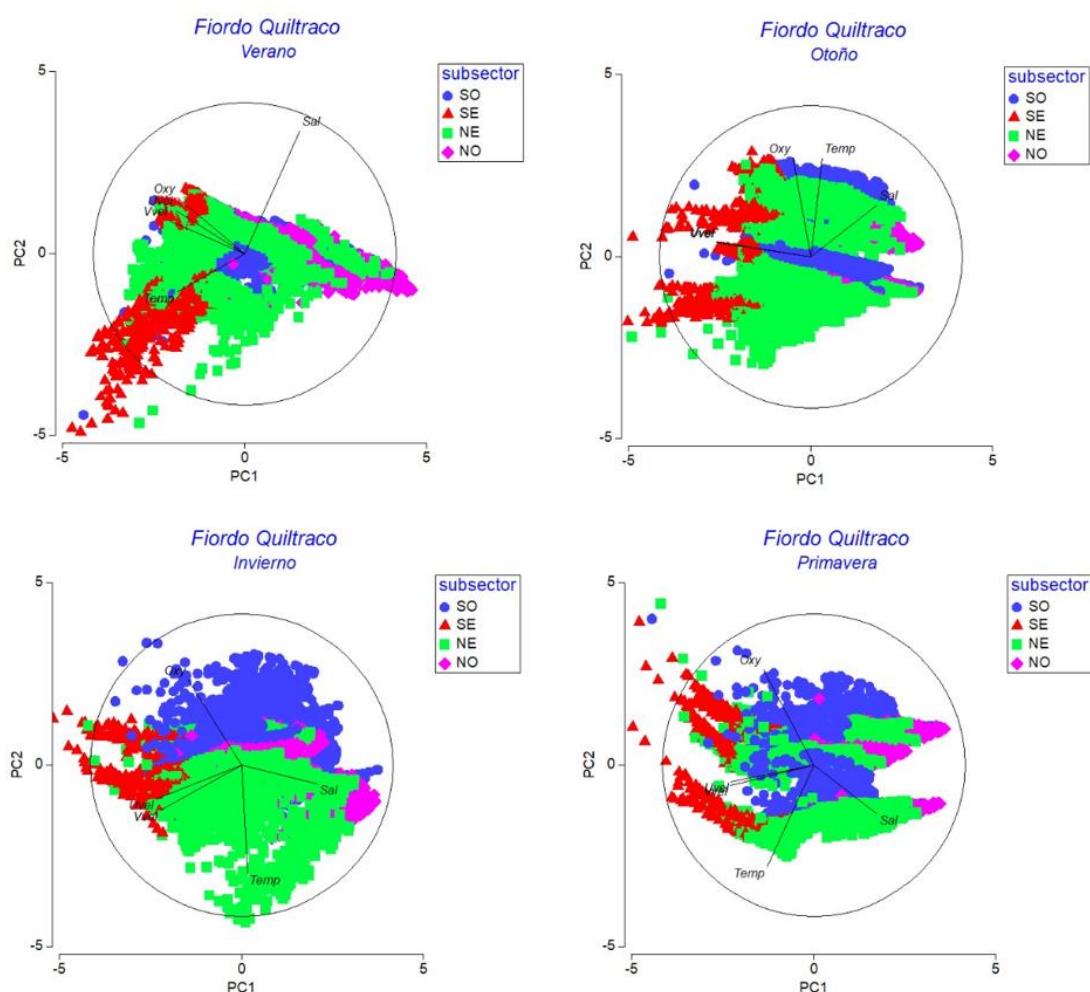 Fiordo Quiltraco
Verano
subsector
SO
SE
NE
NO
5
0
-5
PC2
Sal
Oxy
Uvel
Vvel
Temp
-5
0
5
PC1
Fiordo Quiltraco
Otoño
subsector
SO
SE
NE
NO
5
0
-5
PC2
Oxy
Temp
Sal
Uvel
-5
0
5
PC1
Fiordo Quiltraco
Invierno
subsector
SO
SE
NE
NO
5
0
-5
PC2
Oxy
Sal
Uvel
Vvel
Temp
-5
0
5
PC1
Fiordo Quiltraco
Primavera
subsector
SO
SE
NE
NO
5
0
-5
PC2
Oxy
Uvel
Vvel
Sal
Temp
-5
0
5
PC1